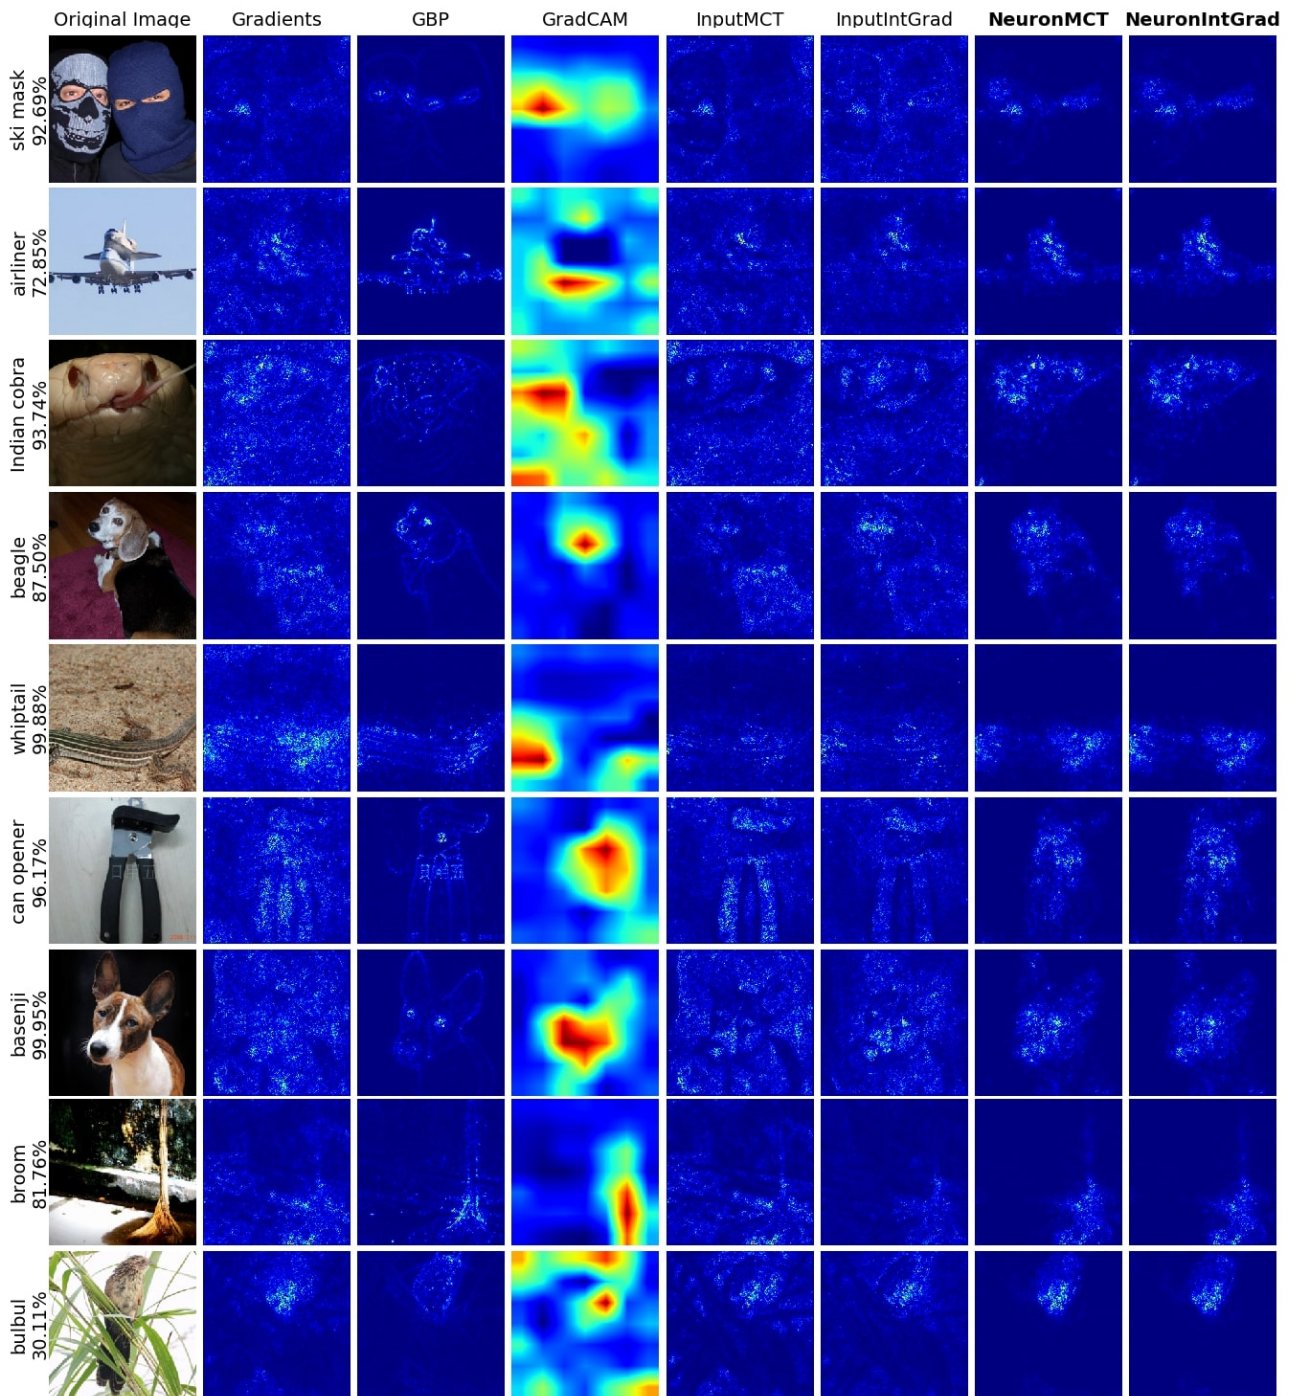 Original Image Gradients GBP GradCAM InputMCT InputIntGrad NeuronMCT NeuronIntGrad
ski mask
92.69%
airliner
72.85%
Indian cobra
93.74%
beagle
87.50%
whiptail
99.88%
can opener
96.17%
basenji
99.95%
broom
81.76%
bulbul
30.11%